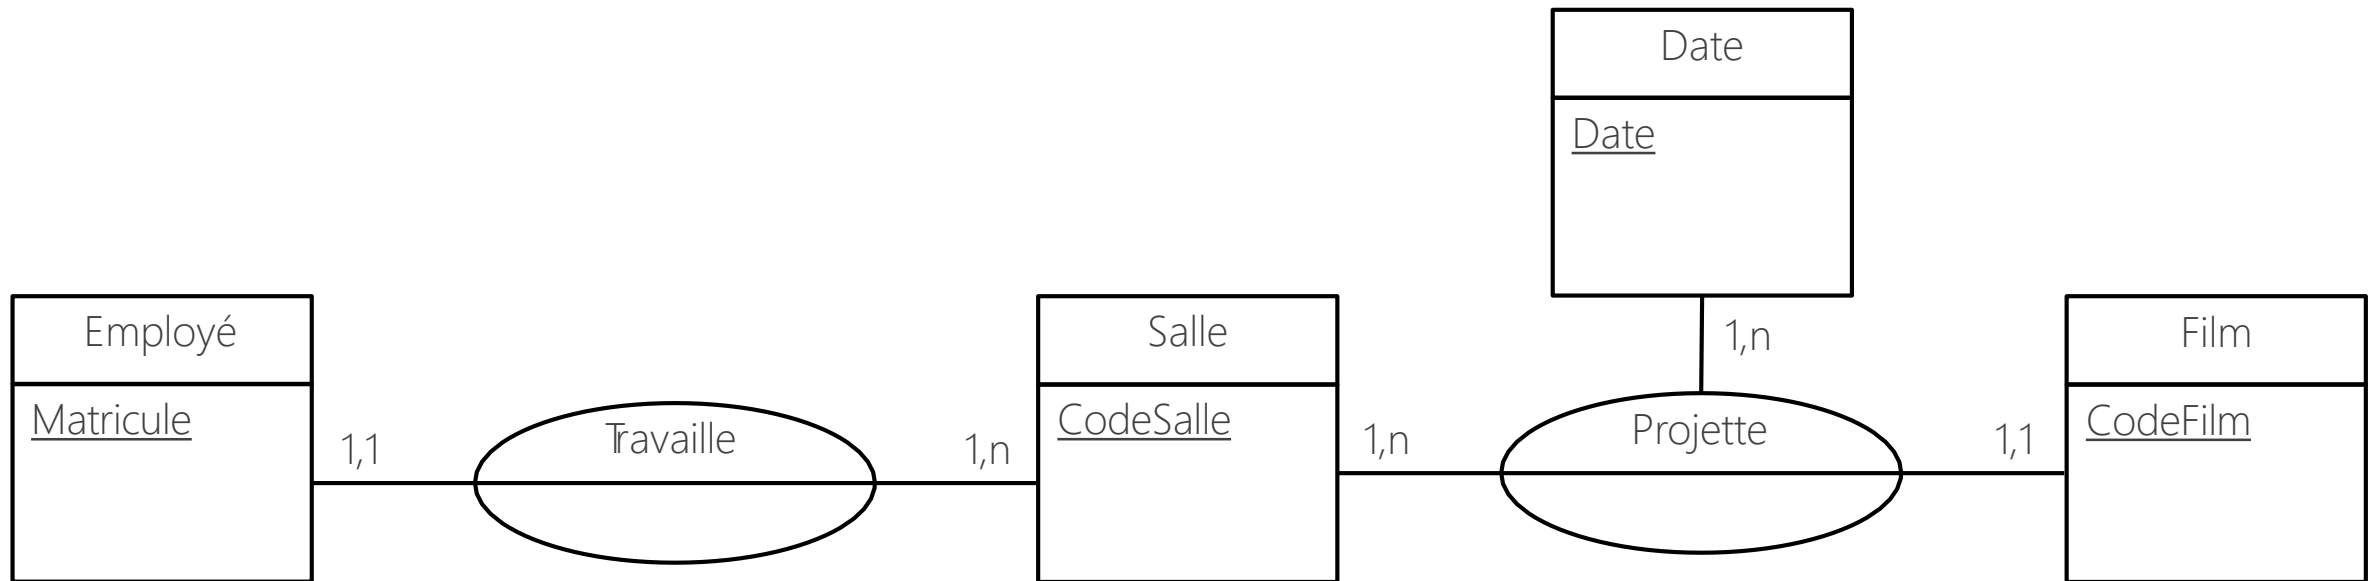 Date
Date
1,n
Employé
Matricule
1,1
Travaille
1,n
Salle
CodeSalle
1,n
Projette
1,1
Film
CodeFilm